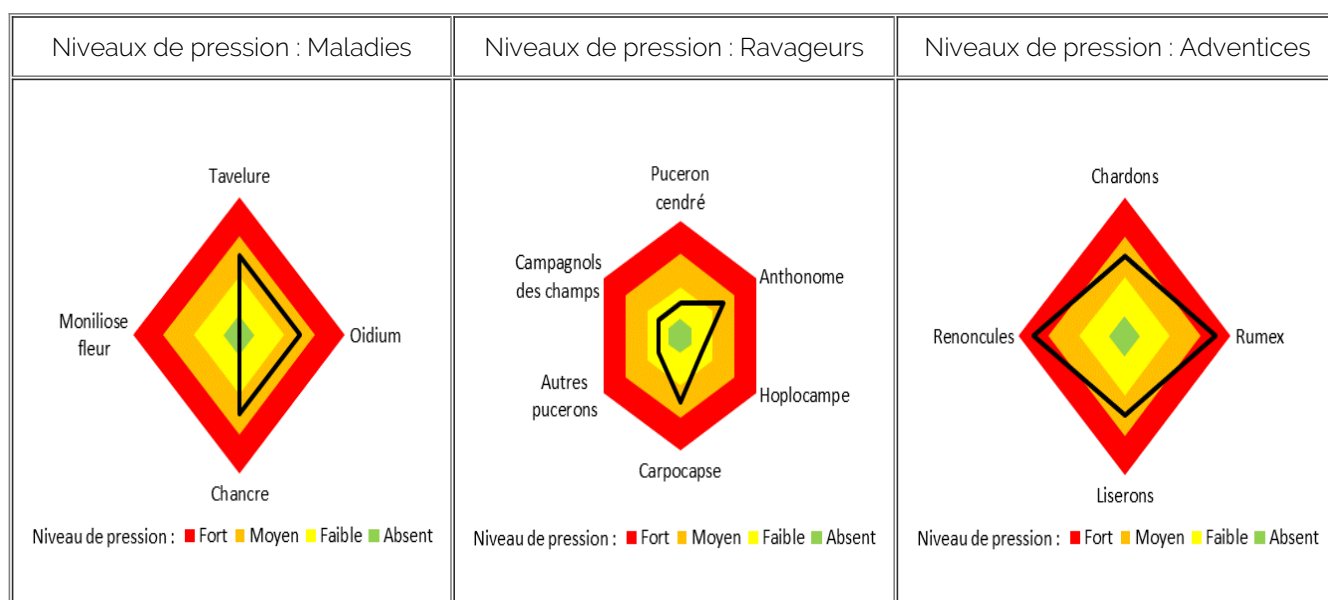 Niveaux de pression : Maladies
Niveaux de pression : Ravageurs
Niveaux de pression : Adventices
Tavelure
Moniliose
fleur
Oidium
Chancre
Niveau de pression : Fort Moyen Faible Absent
Puceron
cendré
Campagnols
des champs
Anthonome
Autres
pucerons
Hoplocampe
Carpocapse
Niveau de pression : Fort Moyen Faible Absent
Chardons
Renoncules
Rumex
Liserons
Niveau de pression : Fort Moyen Faible Absent